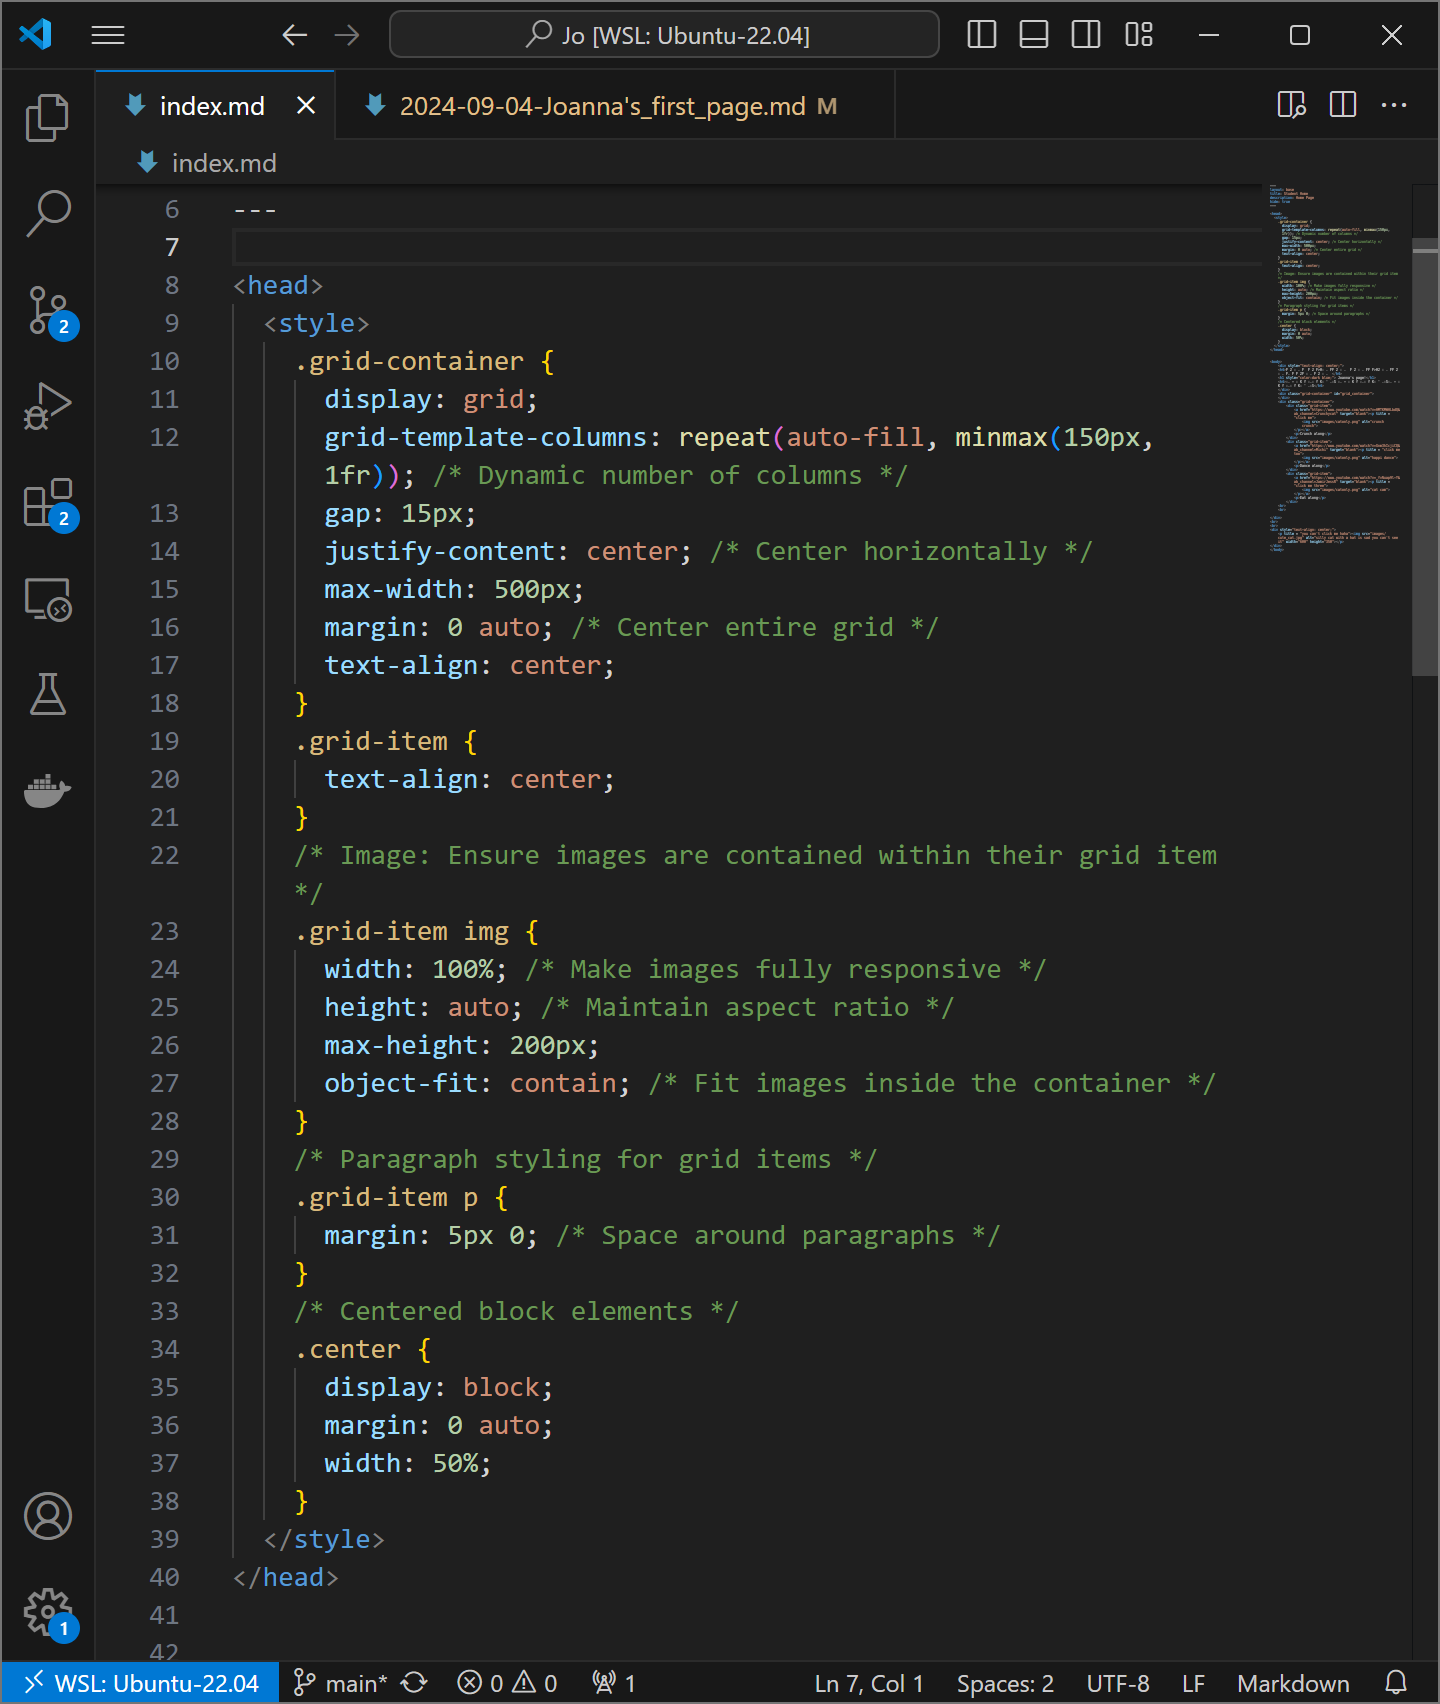 Jo [WSL: Ubuntu-22.04]
index.md
2024-09-04-Joanna's_first_page.md M
index.md
6 ---
7
8 <head>
9 <style>
10 .grid-container {
11 display: grid;
12 grid-template-columns: repeat(auto-fill, minmax(150px,
1fr)); /* Dynamic number of columns */
13 gap: 15px;
14 justify-content: center; /* Center horizontally */
15 max-width: 500px;
16 margin: 0 auto; /* Center entire grid */
17 text-align: center;
18 }
19 .grid-item {
20 text-align: center;
21 }
22 /* Image: Ensure images are contained within their grid item
*/
23 .grid-item img {
24 width: 100%; /* Make images fully responsive */
25 height: auto; /* Maintain aspect ratio */
26 max-height: 200px;
27 object-fit: contain; /* Fit images inside the container */
28 }
29 /* Paragraph styling for grid items */
30 .grid-item p {
31 margin: 5px 0; /* Space around paragraphs */
32 }
33 /* Centered block elements */
34 .center {
35 display: block;
36 margin: 0 auto;
37 width: 50%;
38 }
39 </style>
40 </head>
41
42
2
2
1
WSL: Ubuntu-22.04 main* 0 0 1 Ln 7, Col 1 Spaces: 2 UTF-8 LF Markdown